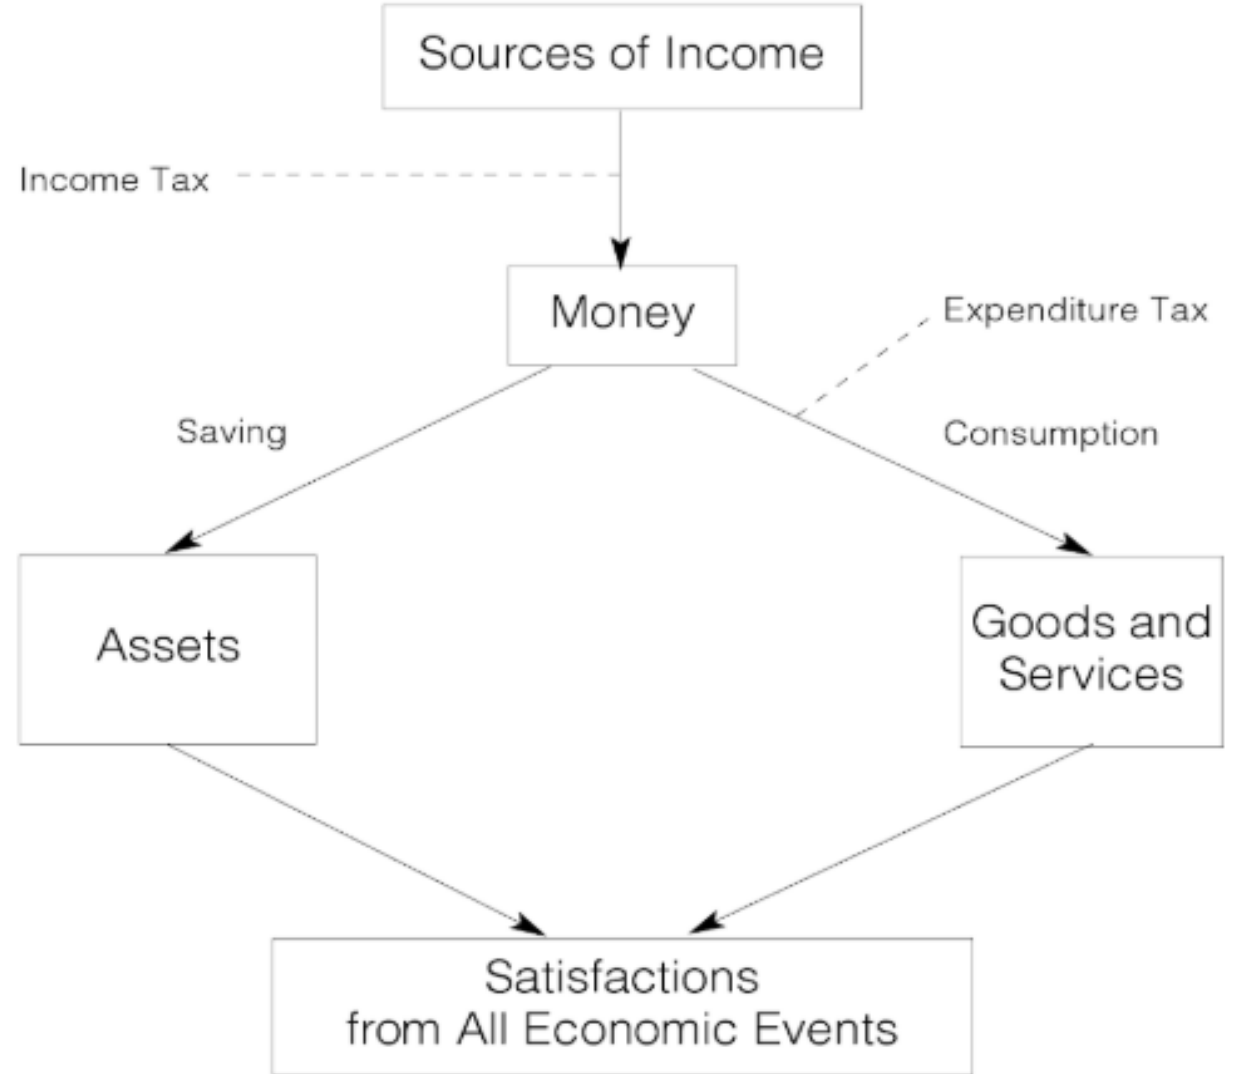 Sources of Income
Income Tax
Money
Expenditure Tax
Saving
Consumption
Assets
Goods and
Services
Satisfactions
from All Economic Events